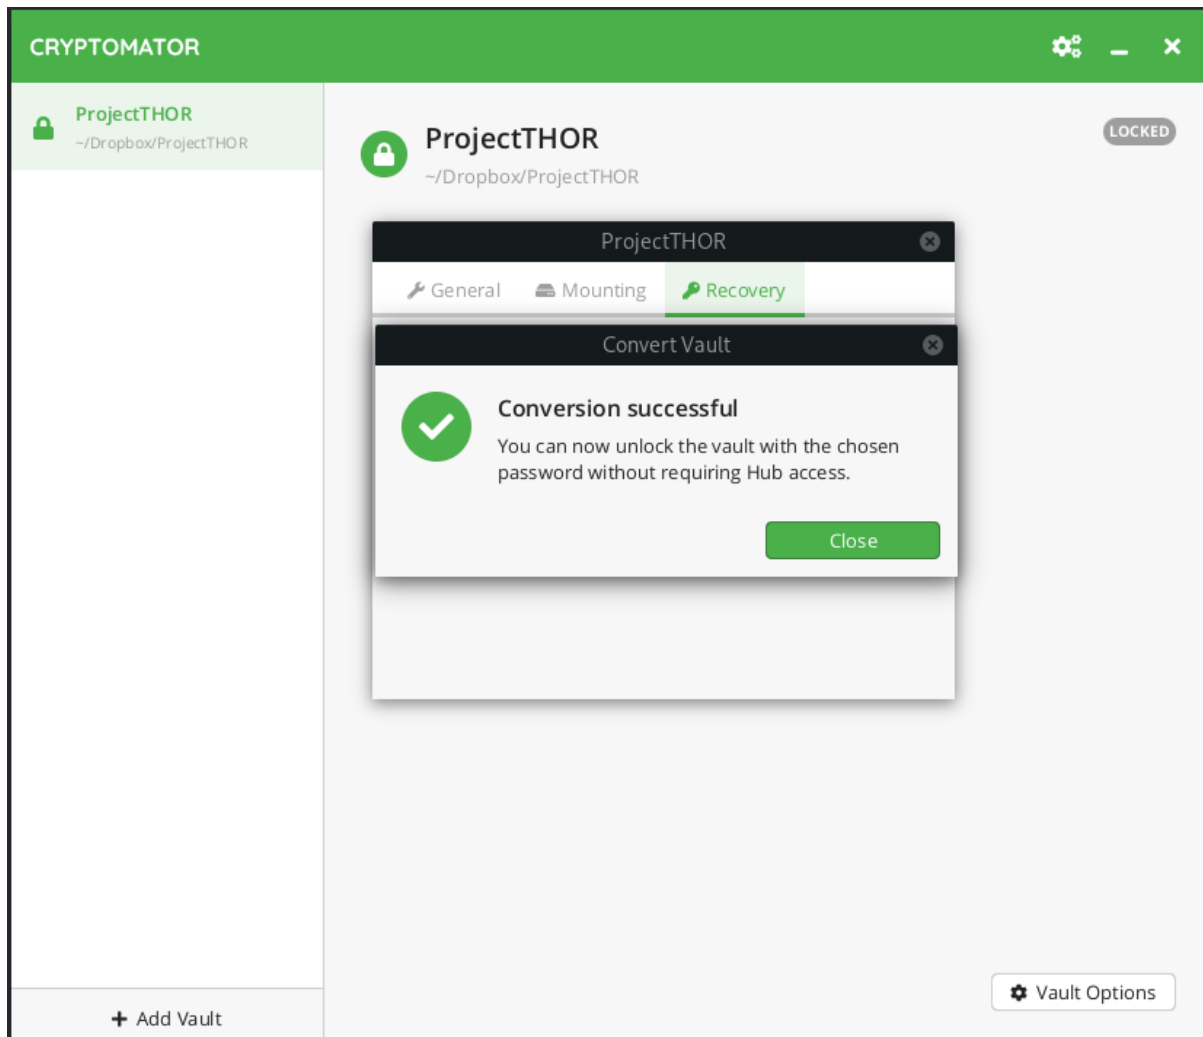 CRYPTOMATOR
ProjectTHOR
~/Dropbox/ProjectTHOR
ProjectTHOR
~/Dropbox/ProjectTHOR
LOCKED
ProjectTHOR
General Mounting Recovery
Convert Vault
Conversion successful
You can now unlock the vault with the chosen
password without requiring Hub access.
Close
Vault Options
+ Add Vault